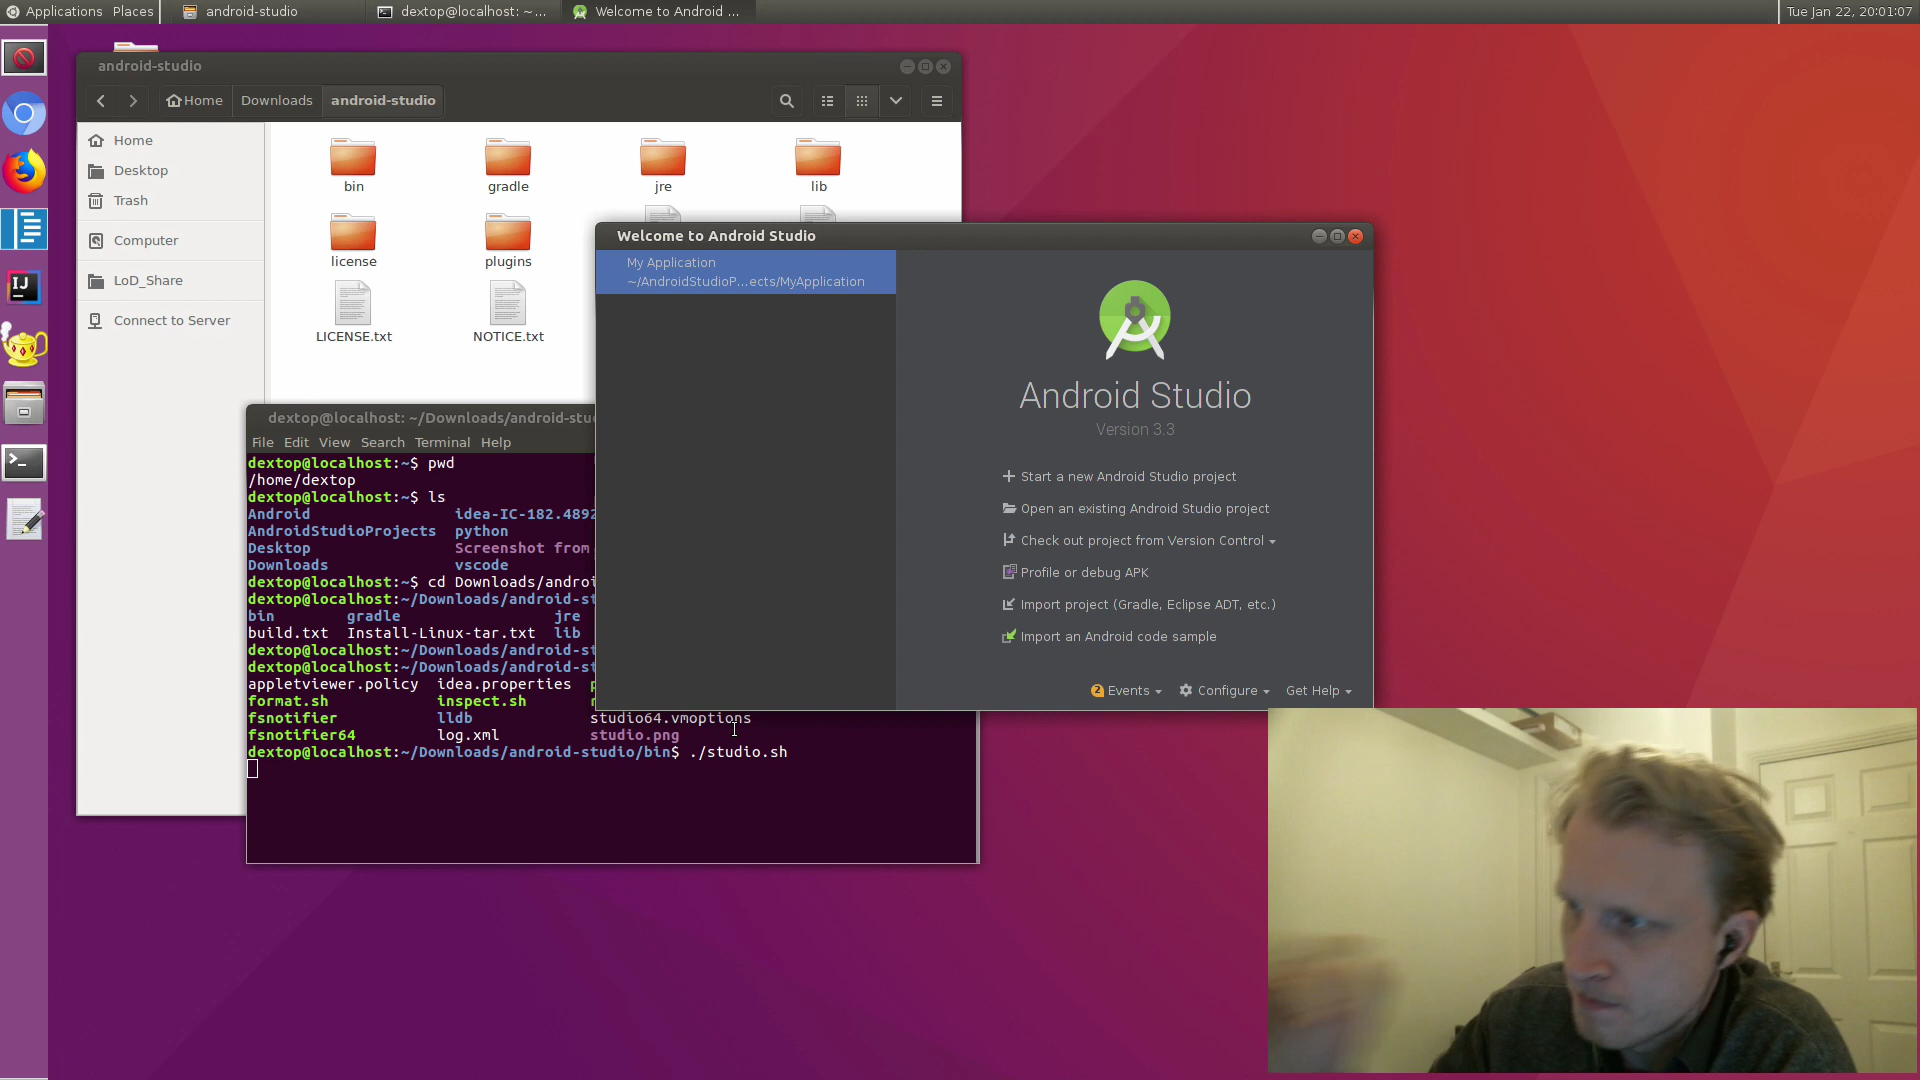 Applications Places
android-studio
dextop@localhost: ~...
Welcome to Android ...
Tue Jan 22, 20:01:07
android-studio
Home
Downloads
android-studio
Home
Desktop
Trash
Computer
LoD_Share
Connect to Server
bin
gradle
jre
lib
license
plugins
LICENSE.txt
NOTICE.txt
dextop@localhost: ~/Downloads/android-stu
File Edit View Search Terminal Help
dextop@localhost:~$ pwd
/home/dextop
dextop@localhost:~$ ls
Android idea-IC-182.4892
AndroidStudioProjects python
Desktop Screenshot from
Downloads vscode
dextop@localhost:~$ cd Downloads/androi
dextop@localhost:~/Downloads/android-st
bin gradle jre
build.txt Install-Linux-tar.txt lib
dextop@localhost:~/Downloads/android-st
dextop@localhost:~/Downloads/android-st
appletviewer.policy idea.properties
format.sh inspect.sh
fsnotifier lldb studio64.vmoptions
fsnotifier64 log.xml studio.png
dextop@localhost:~/Downloads/android-studio/bin$ ./studio.sh
Welcome to Android Studio
My Application
~/AndroidStudioP...ects/MyApplication
Android Studio
Version 3.3
Start a new Android Studio project
Open an existing Android Studio project
Check out project from Version Control
Profile or debug APK
Import project (Gradle, Eclipse ADT, etc.)
Import an Android code sample
2 Events Configure Get Help
IJ